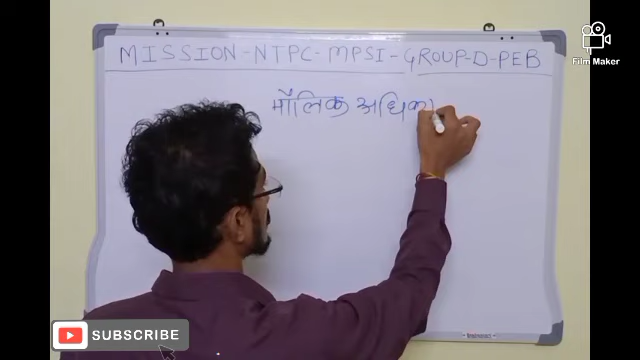 MISSION-NTPC-MPSI-GROUP-D-PEB
मौलिक अधिका
Film Maker
SUBSCRIBE